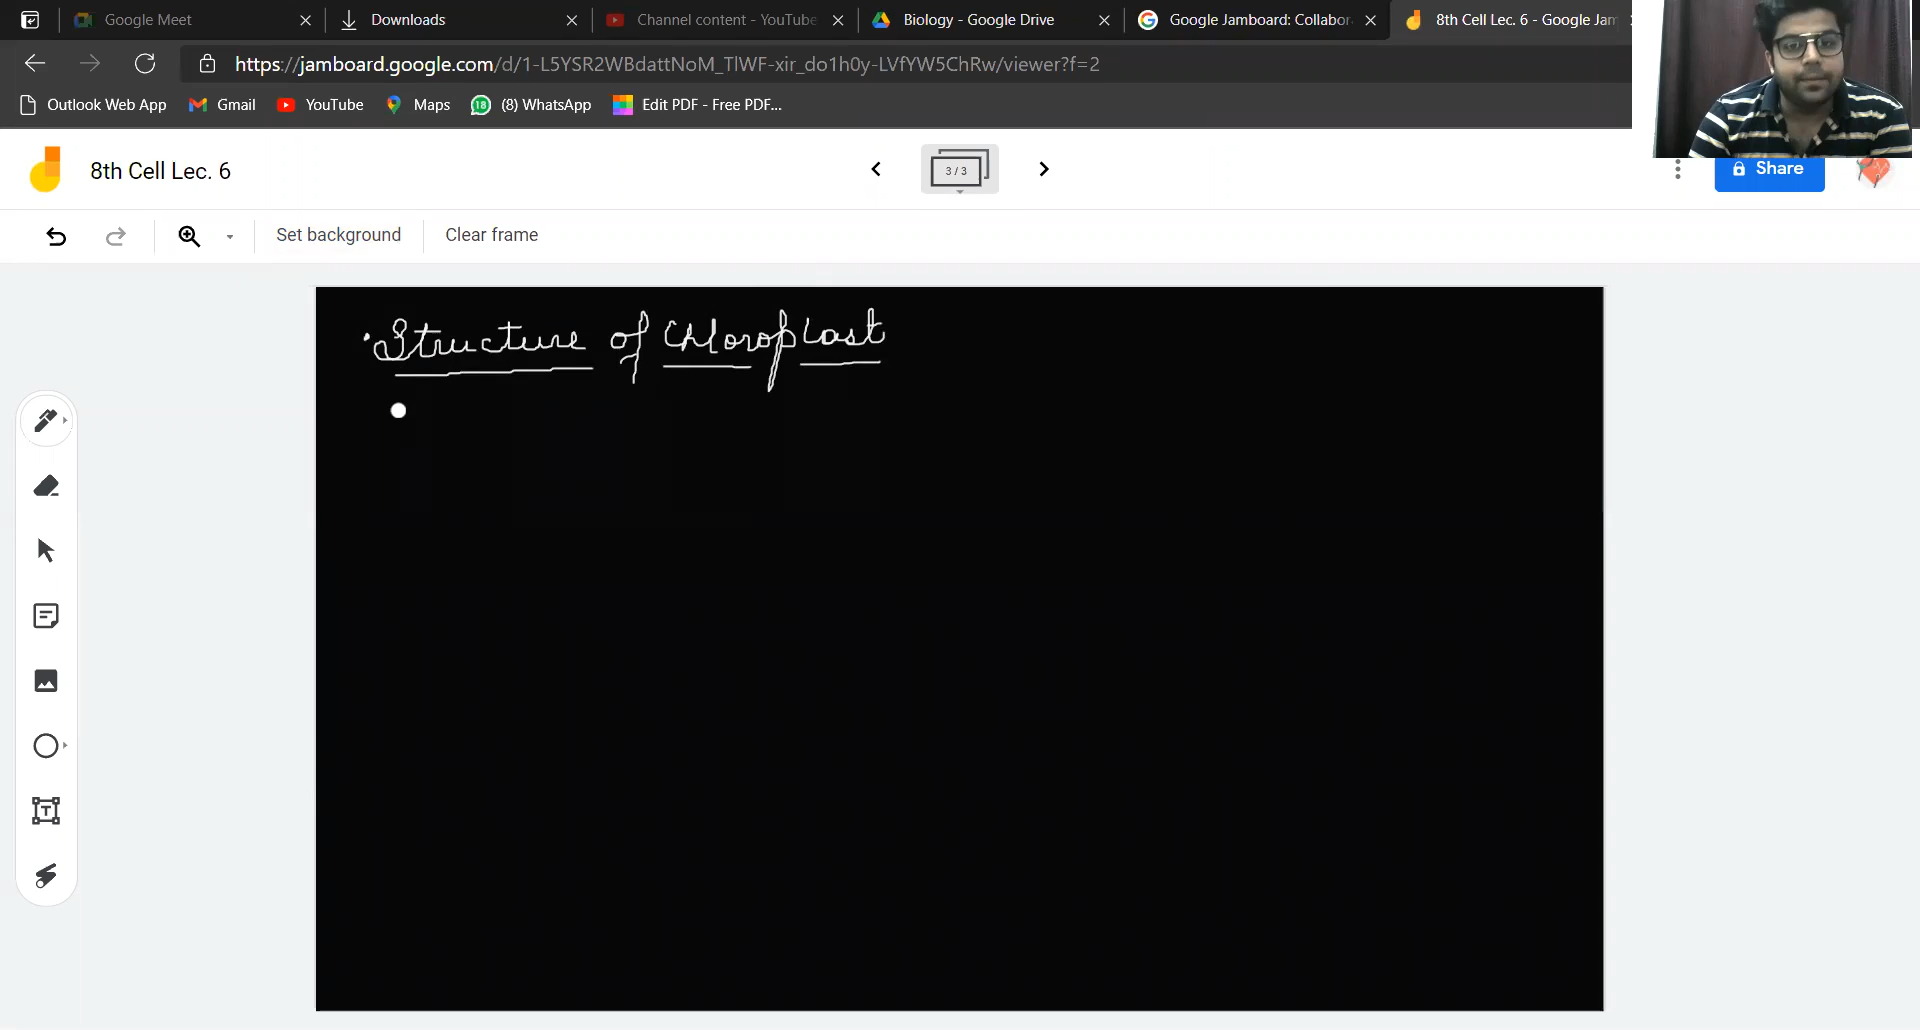 Google Meet Downloads Channel content - YouTube Biology - Google Drive Google Jamboard: Collabor 8th Cell Lec. 6 - Google Jam
https://jamboard.google.com/d/1-L5YSR2WBdattNoM_TlWF-xir_do1h0y-LVfYW5ChRw/viewer?f=2
Outlook Web App Gmail YouTube Maps 18 (8) WhatsApp Edit PDF - Free PDF...
8th Cell Lec. 6 3 / 3 Share
Set background Clear frame
• Structure of Chloroplast